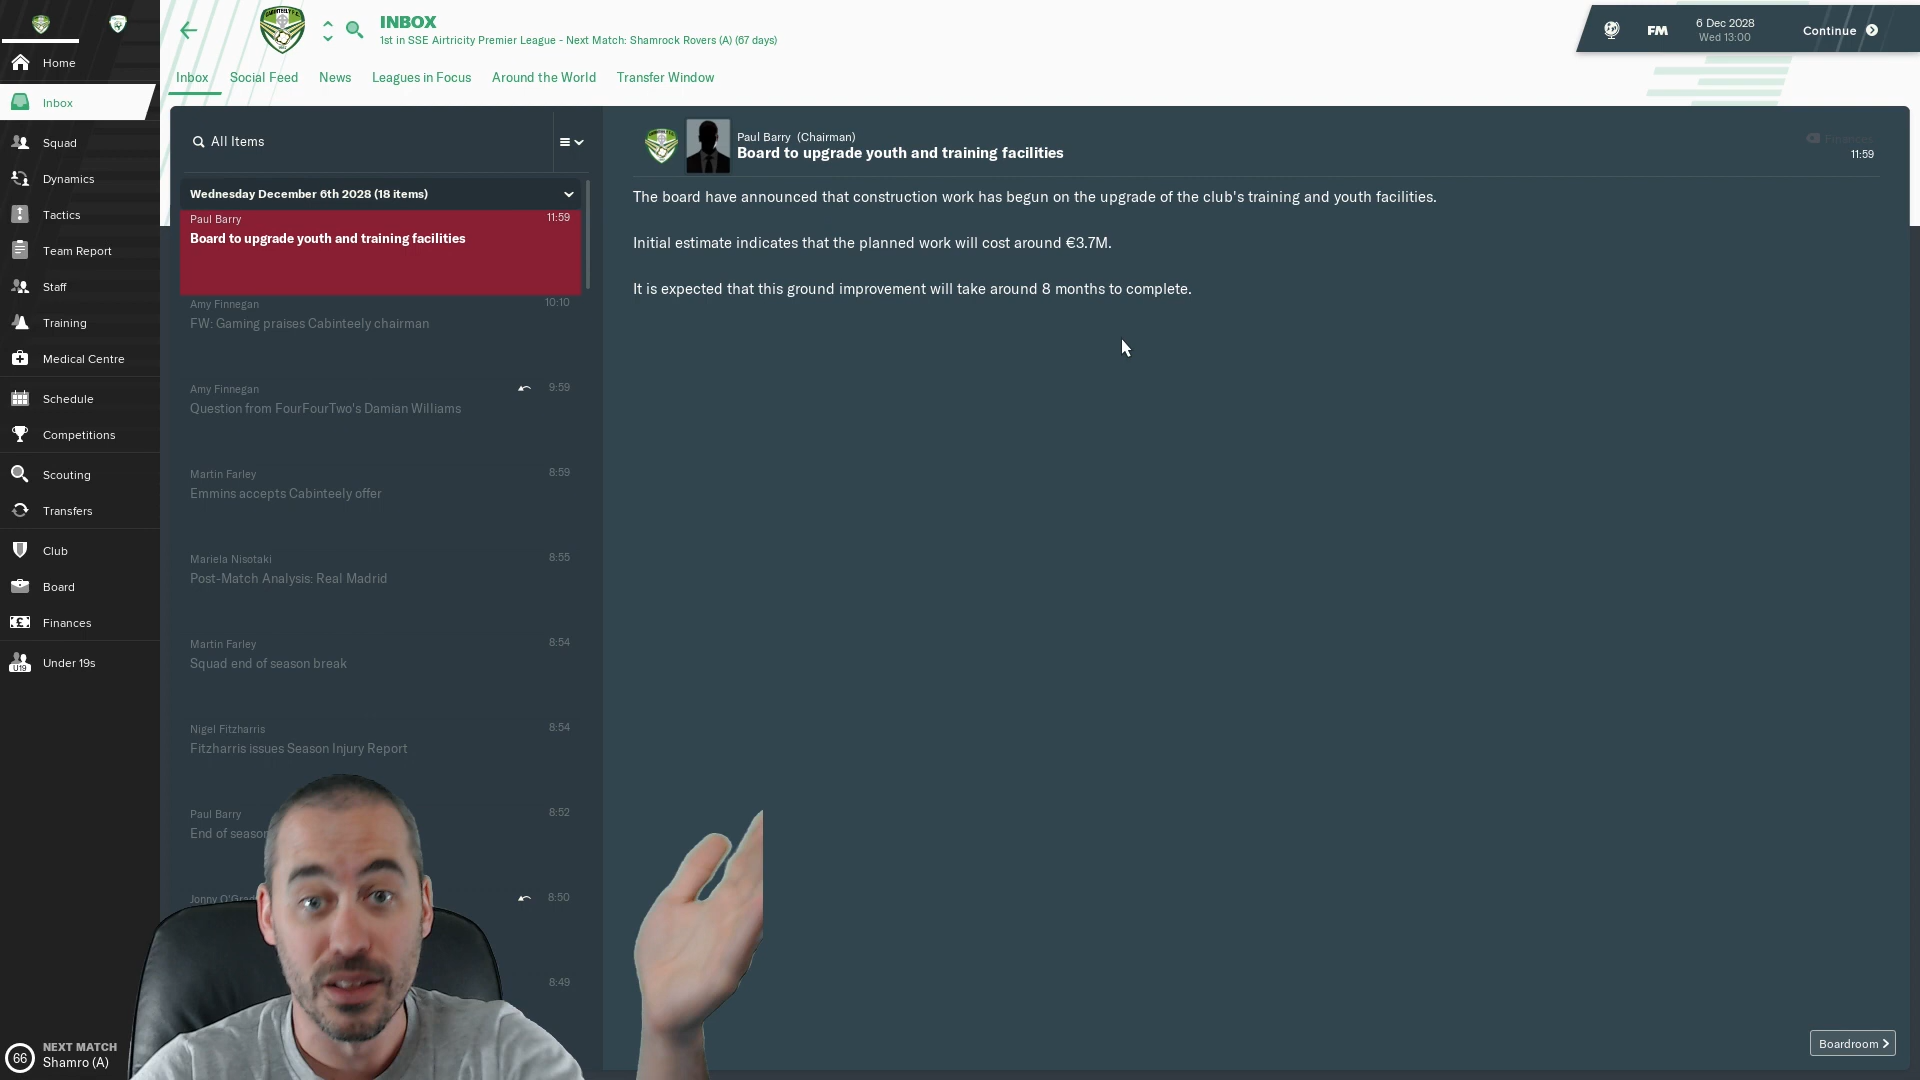 INBOX
1st in SSE Airtricity Premier League - Next Match: Shamrock Rovers (A) (67 days)
FM
6 Dec 2028
Wed 13:00
Continue
Inbox
Social Feed
News
Leagues in Focus
Around the World
Transfer Window
Home
Inbox
Squad
Dynamics
Tactics
Team Report
Staff
Training
Medical Centre
Schedule
Competitions
Scouting
Transfers
Club
Board
Finances
U19
Under 19s
66
NEXT MATCH
Shamro (A)
All Items
Wednesday December 6th 2028 (18 items)
Paul Barry 11:59
Board to upgrade youth and training facilities
Amy Finnegan 10:10
FW: Gaming praises Cabinteely chairman
Amy Finnegan 9:59
Question from FourFourTwo's Damian Williams
Martin Farley 8:59
Emmins accepts Cabinteely offer
Mariela Nisotaki 8:55
Post-Match Analysis: Real Madrid
Martin Farley 8:54
Squad end of season break
Nigel Fitzharris 8:54
Fitzharris issues Season Injury Report
Paul Barry 8:52
End of season
Jonny O'Gra 8:50
8:49
Paul Barry (Chairman)
Board to upgrade youth and training facilities
Finances
11:59
The board have announced that construction work has begun on the upgrade of the club's training and youth facilities.
Initial estimate indicates that the planned work will cost around €3.7M.
It is expected that this ground improvement will take around 8 months to complete.
Boardroom